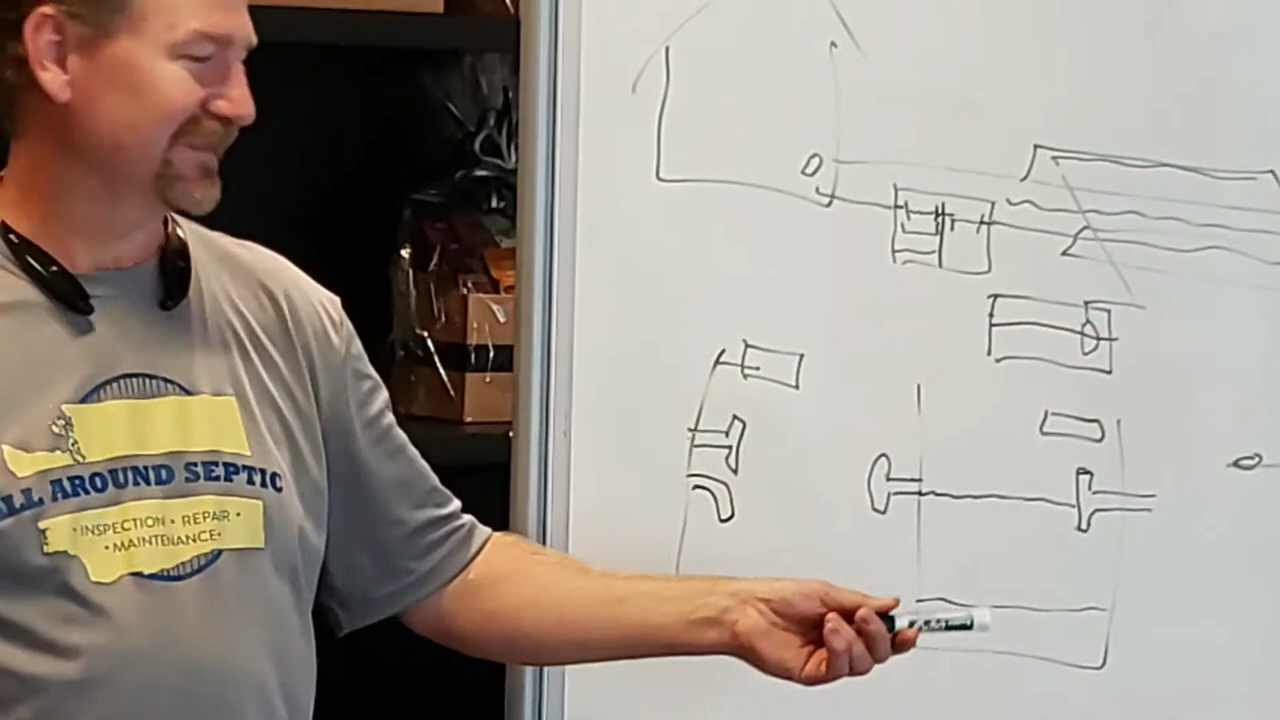 ALL AROUND SEPTIC
• INSPECTION • REPAIR •
• MAINTENANCE •